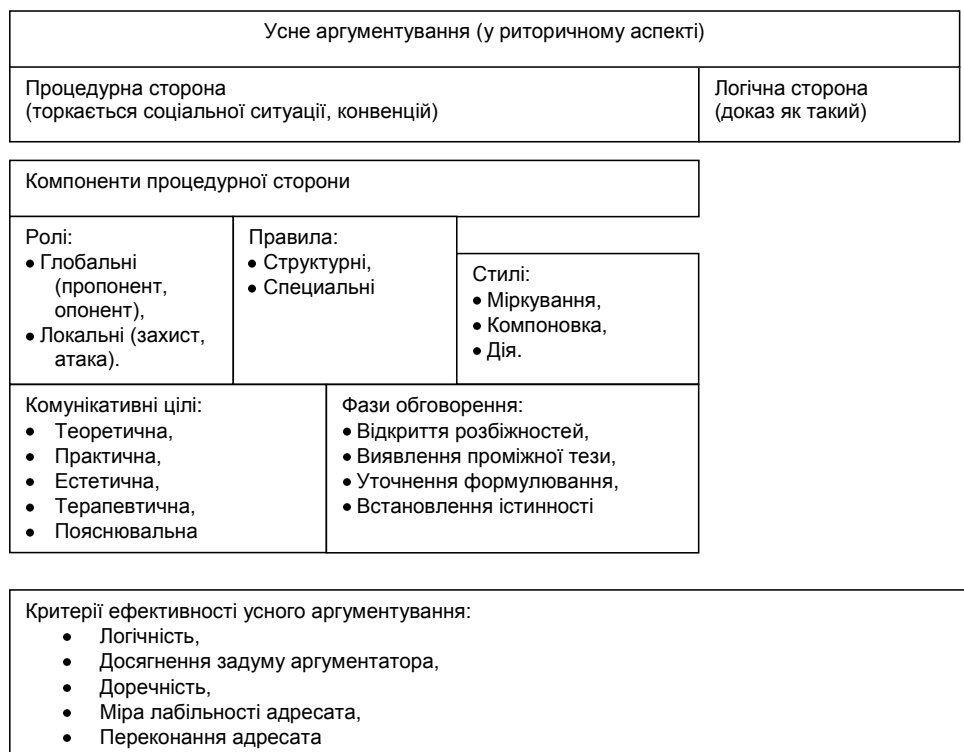 Усне аргументування (у риторичному аспекті)
Процедурна сторона
(торкається соціальної ситуації, конвенцій)
Логічна сторона
(доказ як такий)
Компоненти процедурної сторони
Ролі:
• Глобальні
(пропонент,
опонент),
• Локальні (захист,
атака).
Правила:
• Структурні,
• Специальні
Стилі:
• Міркування,
• Компоновка,
• Дія.
Комунікативні цілі:
• Теоретична,
• Практична,
• Естетична,
• Терапевтична,
• Пояснювальна
Фази обговорення:
• Відкриття розбіжностей,
• Виявлення проміжної тези,
• Уточнення формулювання,
• Встановлення істинності
Критерії ефективності усного аргументування:
• Логічність,
• Досягнення задуму аргументатора,
• Доречність,
• Міра лабільності адресата,
• Переконання адресата